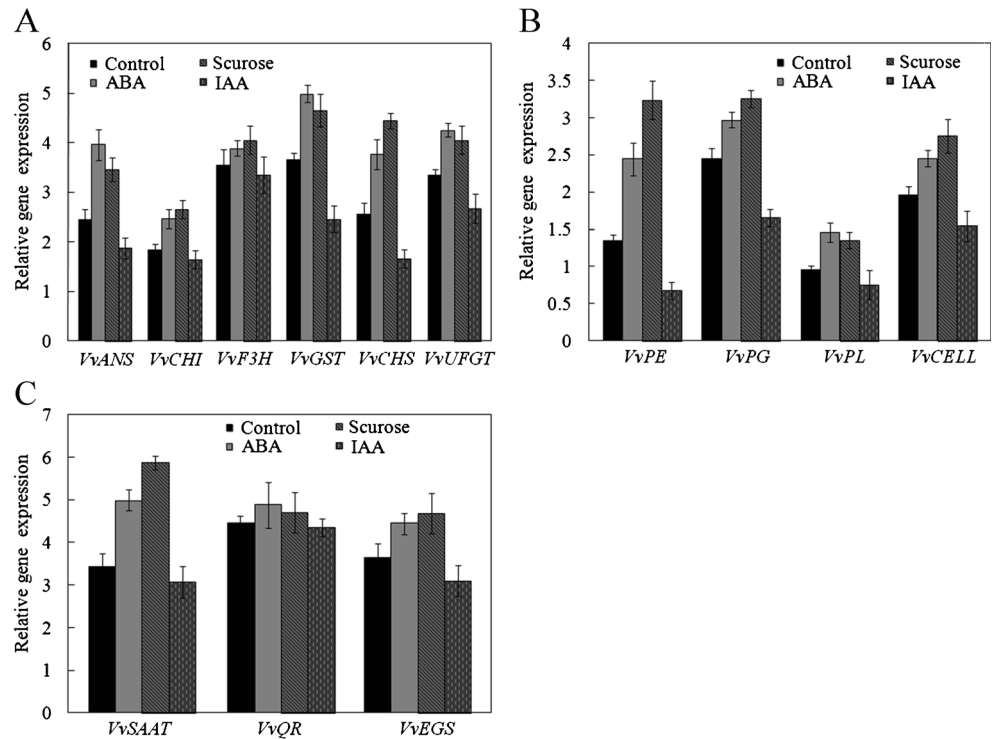 A
Relative gene expression
6
5
4
3
2
1
0
Control
Scurose
ABA
IAA
VvANS VvCHI VvF3H VvGST VvCHS VvUFGT
B
Relative gene expression
4
3.5
3
2.5
2
1.5
1
0.5
0
Control
Scurose
ABA
IAA
VvPE VvPG VvPL VvCELL
C
Relative gene expression
7
6
5
4
3
2
1
0
Control
Scurose
ABA
IAA
VvSAAT VvQR VvEGS